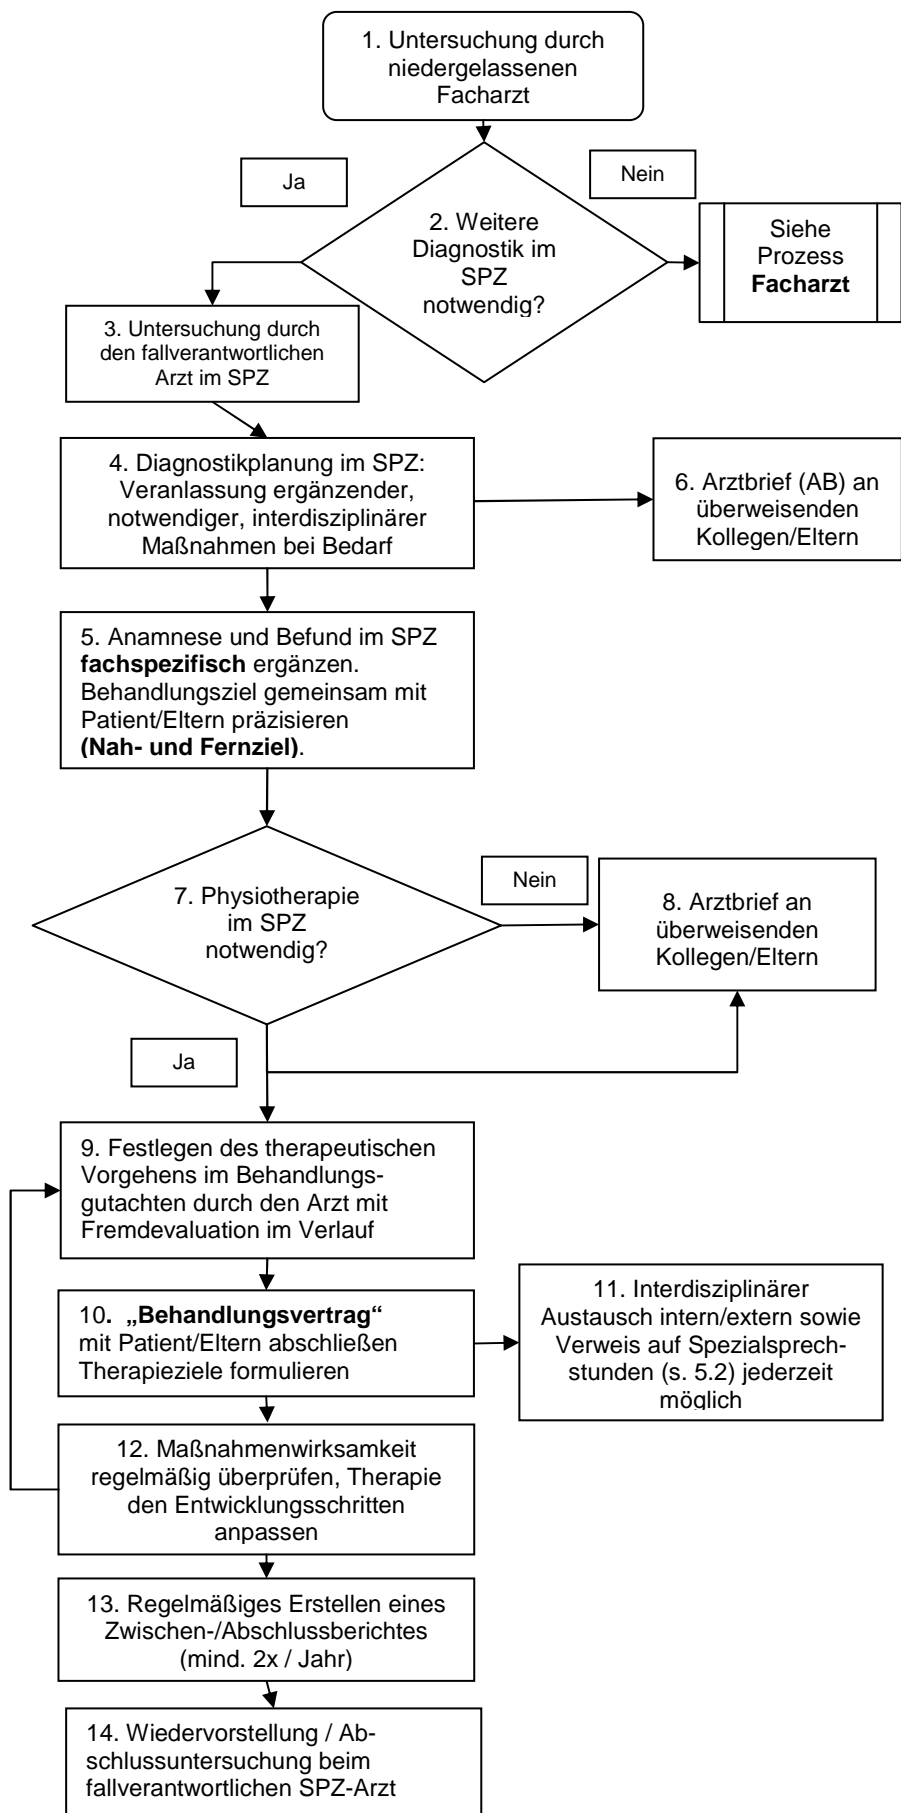 1. Untersuchung durch
niedergelassenen
Facharzt
Ja
Nein
2. Weitere
Diagnostik im
SPZ
notwendig?
Siehe
Prozess
Facharzt
3. Untersuchung durch
den fallverantwortlichen
Arzt im SPZ
4. Diagnostikplanung im SPZ:
Veranlassung ergänzender,
notwendiger, interdisziplinärer
Maßnahmen bei Bedarf
6. Arztbrief (AB) an
überweisenden
Kollegen/Eltern
5. Anamnese und Befund im SPZ
fachspezifisch ergänzen.
Behandlungsziel gemeinsam mit
Patient/Eltern präzisieren
(Nah- und Fernziel).
7. Physiotherapie
im SPZ
notwendig?
Nein
8. Arztbrief an
überweisenden
Kollegen/Eltern
Ja
9. Festlegen des therapeutischen
Vorgehens im Behandlungs-
gutachten durch den Arzt mit
Fremdevaluation im Verlauf
10. „Behandlungsvertrag“
mit Patient/Eltern abschließen
Therapieziele formulieren
11. Interdisziplinärer
Austausch intern/extern sowie
Verweis auf Spezialsprech-
stunden (s. 5.2) jederzeit
möglich
12. Maßnahmenwirksamkeit
regelmäßig überprüfen, Therapie
den Entwicklungsschritten
anpassen
13. Regelmäßiges Erstellen eines
Zwischen-/Abschlussberichtes
(mind. 2x / Jahr)
14. Wiedervorstellung / Ab-
schlussuntersuchung beim
fallverantwortlichen SPZ-Arzt